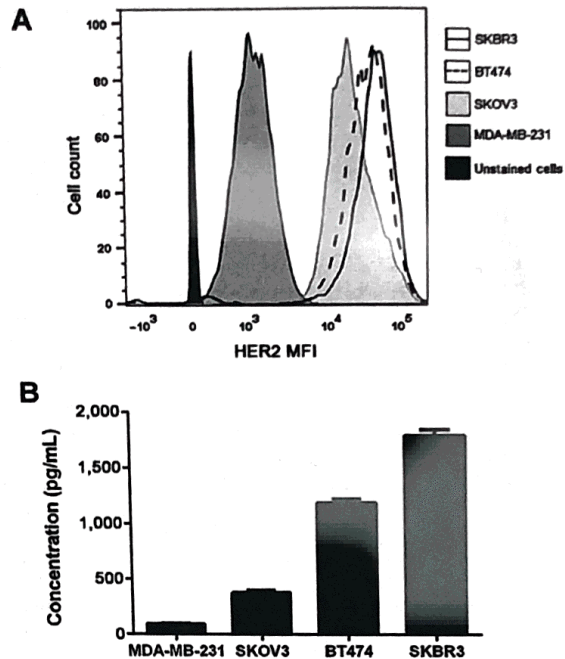 A
100
80
60
40
20
0
Cell count
-10³ 0 10³ 10⁴ 10⁵
HER2 MFI
SKBR3
BT474
SKOV3
MDA-MB-231
Unstained cells
B
2,000
1,500
1,000
500
0
Concentration (pg/mL)
MDA-MB-231 SKOV3 BT474 SKBR3